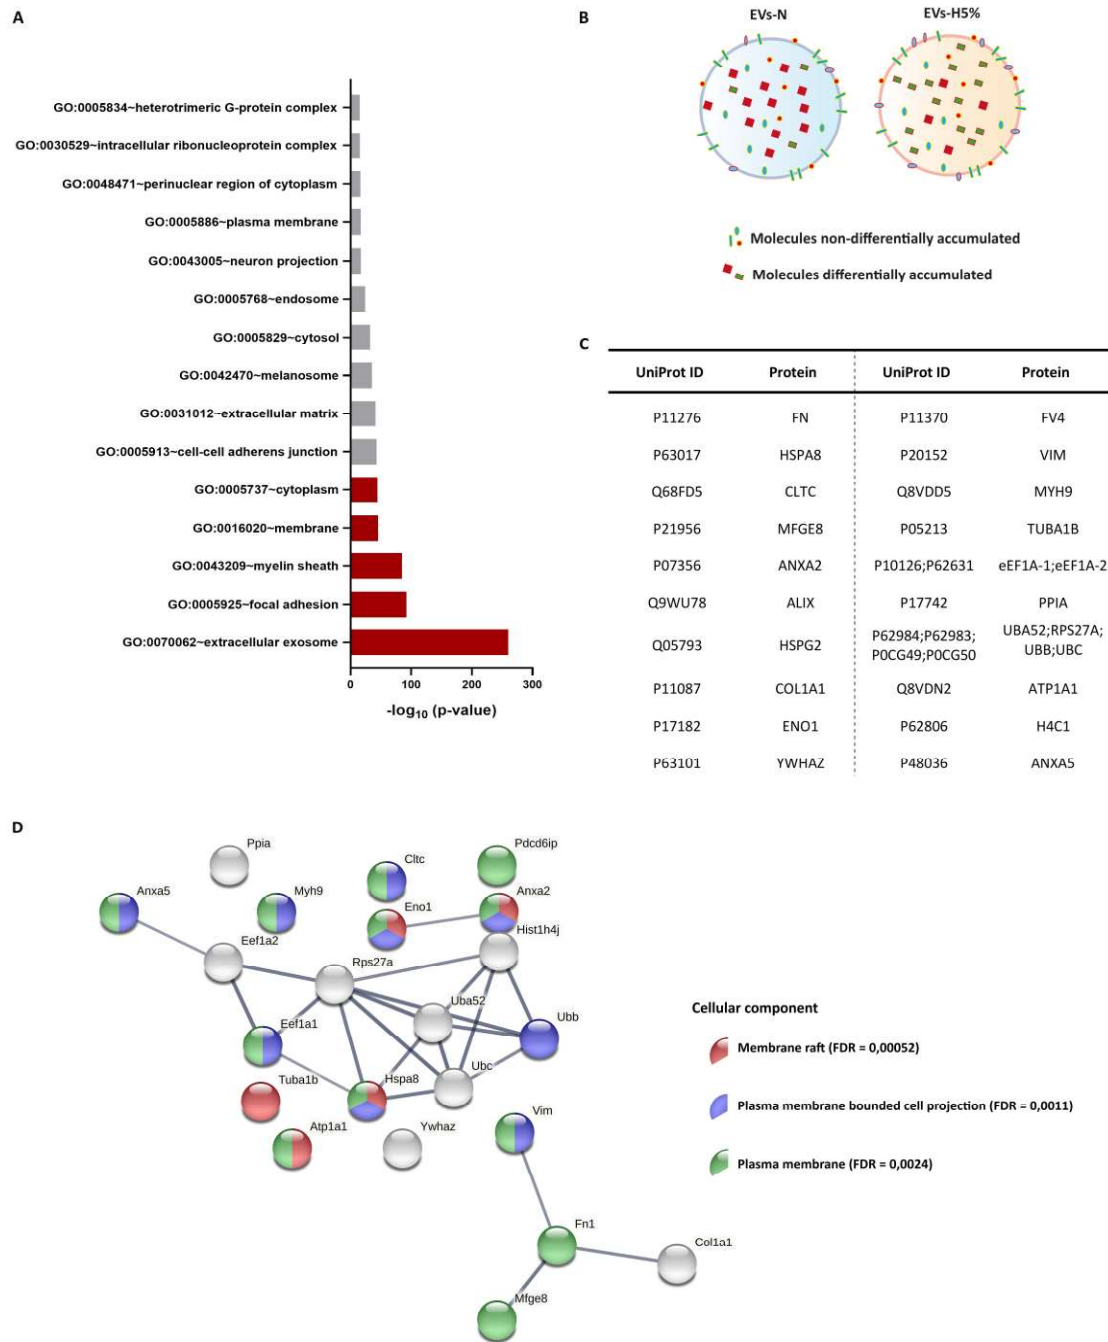 A
GO:0005834~heterotrimeric G-protein complex
GO:0030529~intracellular ribonucleoprotein complex
GO:0048471~perinuclear region of cytoplasm
GO:0005886~plasma membrane
GO:0043005~neuron projection
GO:0005768~endosome
GO:0005829~cytosol
GO:0042470~melanosome
GO:0031012~extracellular matrix
GO:0005913~cell-cell adherens junction
GO:0005737~cytoplasm
GO:0016020~membrane
GO:0043209~myelin sheath
GO:0005925~focal adhesion
GO:0070062~extracellular exosome
0 100 200 300
-log10 (p-value)
B
EVs-N EVs-H5%
Molecules non-differentially accumulated
Molecules differentially accumulated
C
UniProt ID Protein UniProt ID Protein
P11276 FN P11370 FV4
P63017 HSPA8 P20152 VIM
Q68FD5 CLTC Q8VDD5 MYH9
P21956 MFGE8 P05213 TUBA1B
P07356 ANXA2 P10126;P62631 eEF1A-1;eEF1A-2
Q9WU78 ALIX P17742 PPIA
Q05793 HSPG2 P62984;P62983; UBA52;RPS27A;
P0CG49;P0CG50 UBB;UBC
P11087 COL1A1 Q8VDN2 ATP1A1
P17182 ENO1 P62806 H4C1
P63101 YWHAZ P48036 ANXA5
D
Ppia
Cltc
Pdcd6ip
Anxa5
Myh9
Eno1
Anxa2
Hist1h4j
Eef1a2
Rps27a
Uba52
Ubb
Eef1a1
Ubc
Tuba1b
Hspa8
Atp1a1
Ywhaz
Vim
Fn1
Col1a1
Mfge8
Cellular component
Membrane raft (FDR = 0,00052)
Plasma membrane bounded cell projection (FDR = 0,0011)
Plasma membrane (FDR = 0,0024)